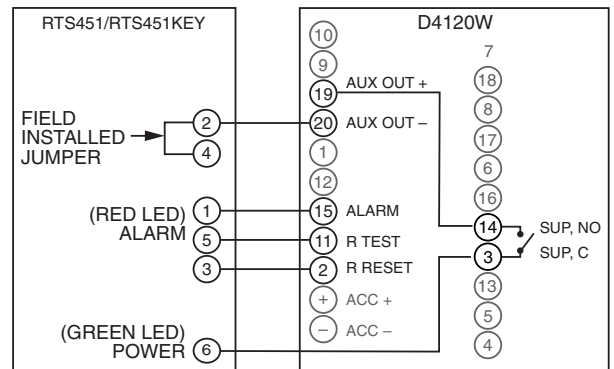 RTS451/RTS451KEY
FIELD
INSTALLED
JUMPER
2
4
(RED LED)
ALARM
1
5
3
(GREEN LED)
POWER
6
D4120W
10
9
19 AUX OUT +
20 AUX OUT –
1
12
15 ALARM
11 R TEST
2 R RESET
+ ACC +
– ACC –
7
18
8
17
6
16
14 SUP, NO
3 SUP, C
13
5
4